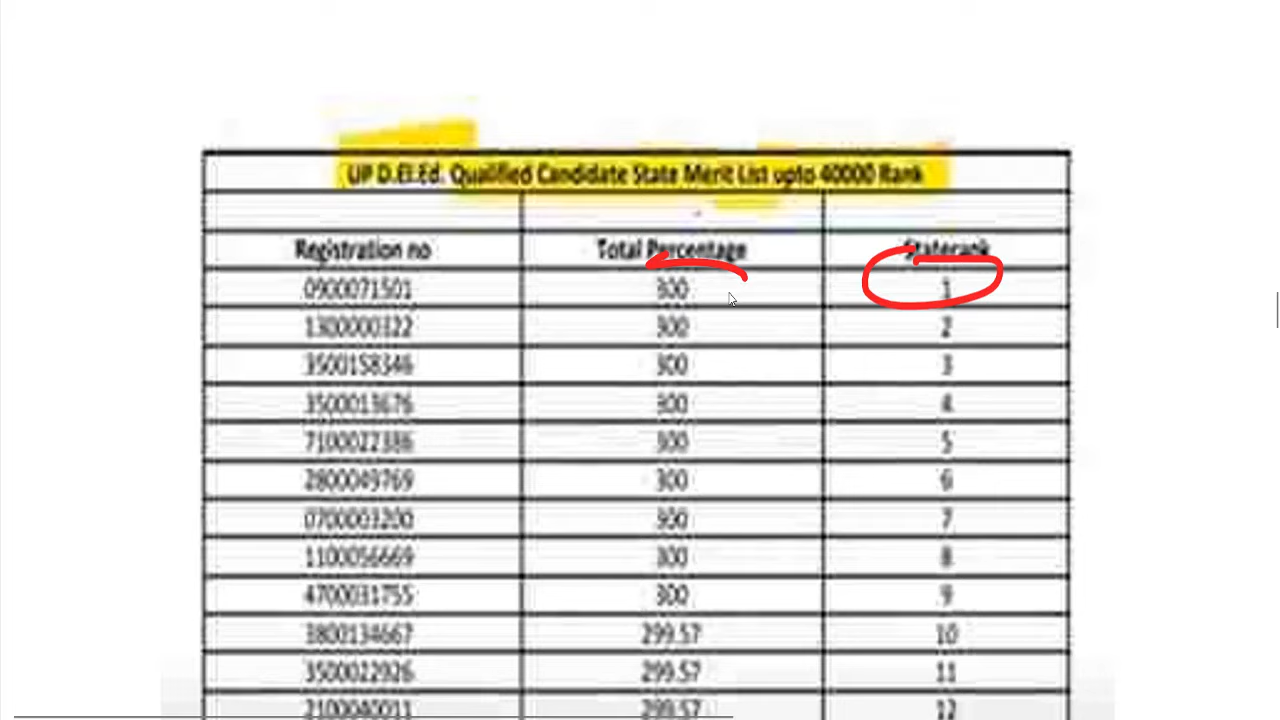 UP D.El.Ed. Qualified Candidate State Merit List upto 40000 Rank
Registration no Total Percentage Staterank
0900071501 300 1
1300000322 300 2
3500158346 300 3
3500013676 300 4
7100022386 300 5
2800049769 300 6
0700003200 300 7
1100056669 300 8
4700031755 300 9
3800134667 299.57 10
3500022926 299.57 11
2100040011 299.57 12